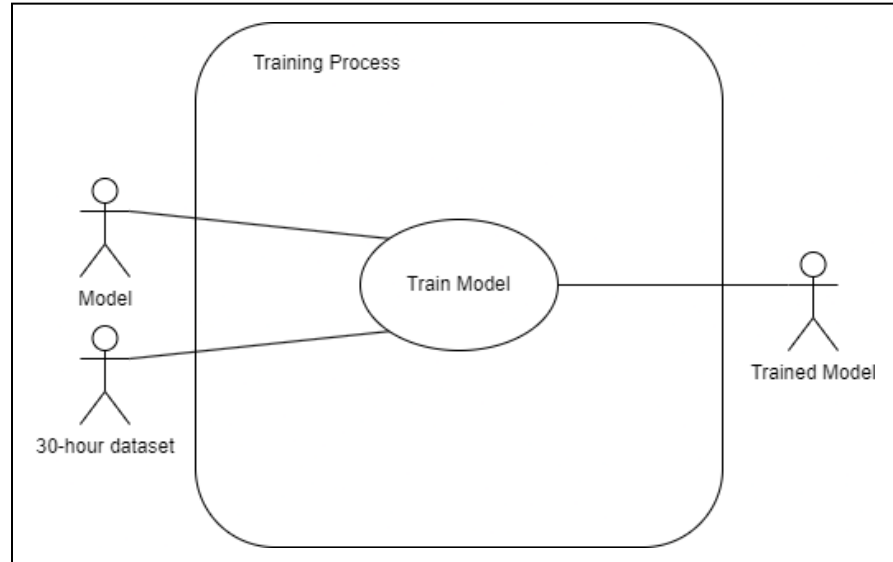 Training Process
Model
Train Model
Trained Model
30-hour dataset